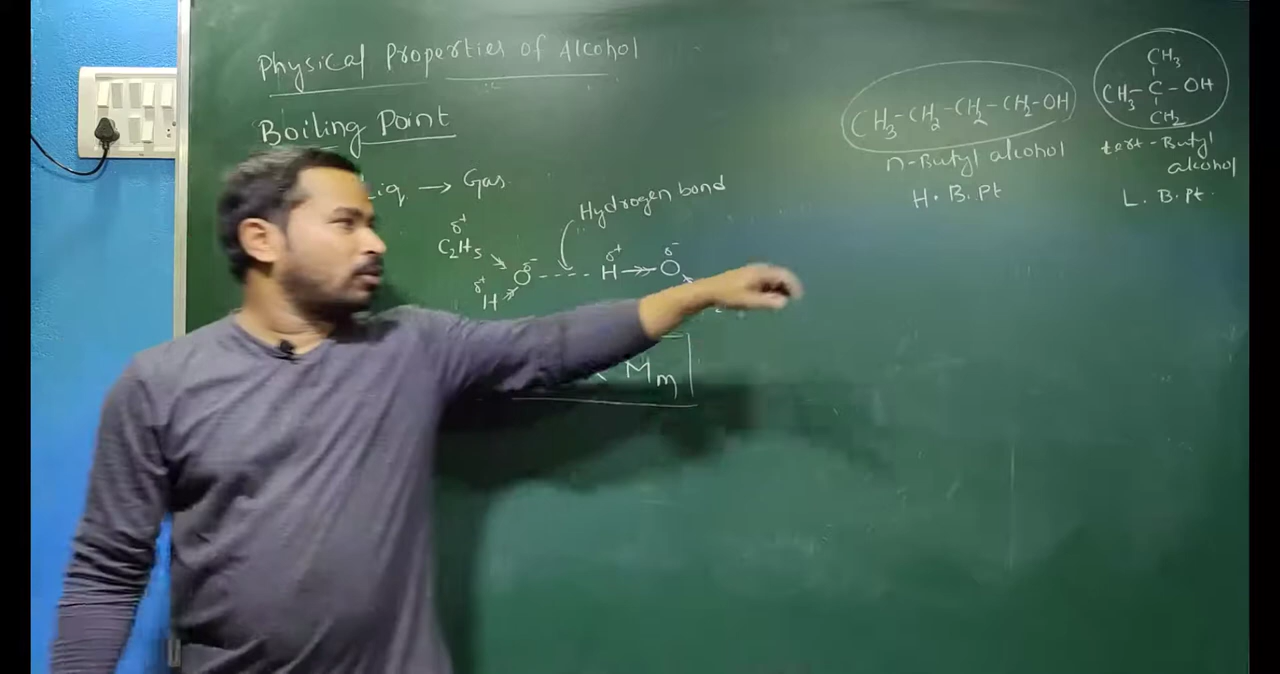 Physical Properties of Alcohol
Boiling Point
Liq → Gas
Hydrogen bond
δ+ δ- δ+ δ-
C₂H₅ O --- H → O
δ+
H
Mm
CH₃-CH₂-CH₂-CH₂-OH
n-Butyl alcohol
H. B. Pt
CH₃
CH₃-C-OH
CH₂
tert-Butyl
alcohol
L. B. Pt.